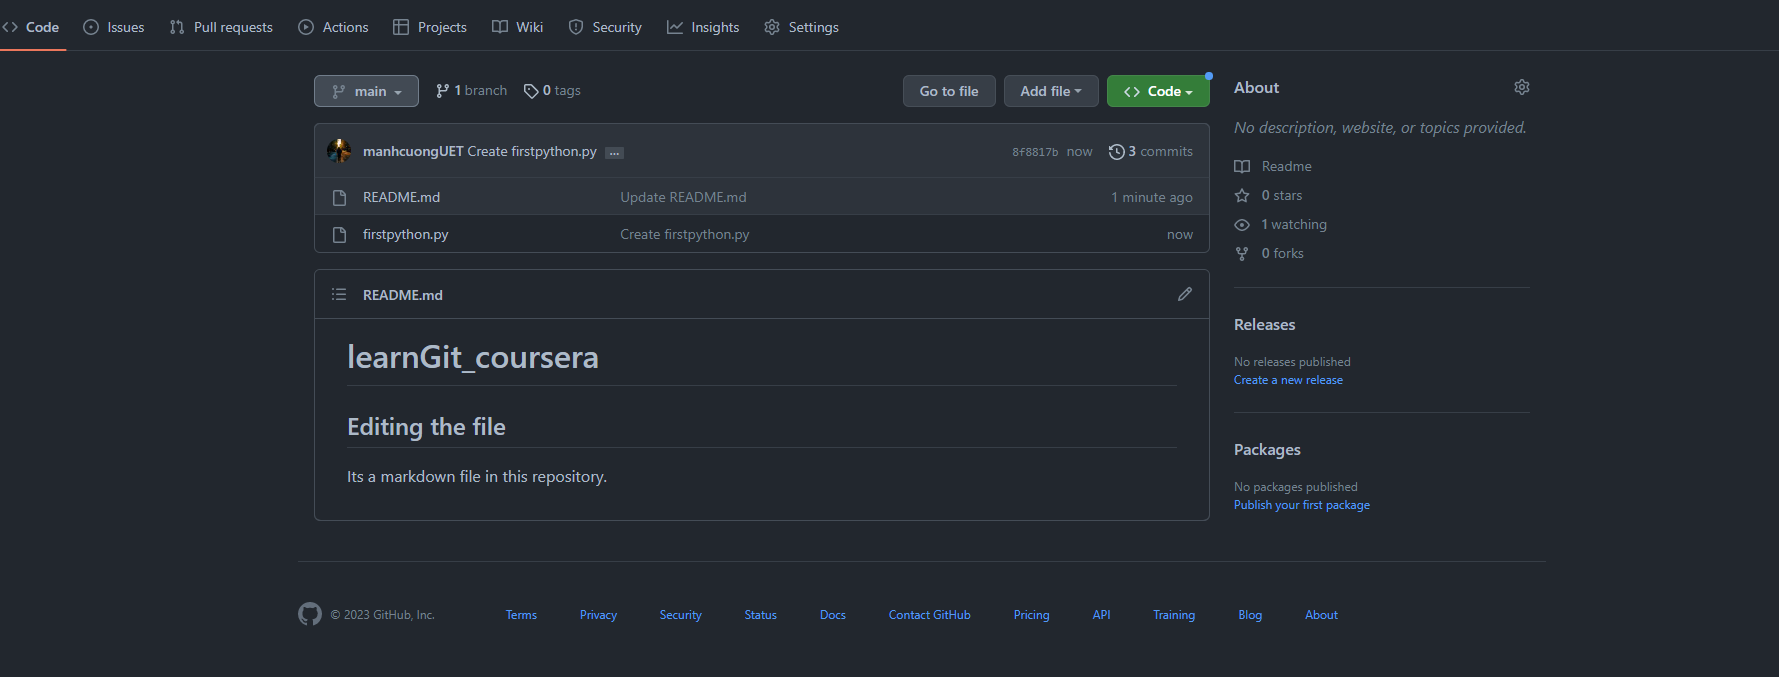 Code Issues Pull requests Actions Projects Wiki Security Insights Settings
main 1 branch 0 tags Go to file Add file Code
manhcuongUET Create firstpython.py ... 8f8817b now 3 commits
README.md Update README.md 1 minute ago
firstpython.py Create firstpython.py now
README.md
learnGit_coursera
Editing the file
Its a markdown file in this repository.
About
No description, website, or topics provided.
Readme
0 stars
1 watching
0 forks
Releases
No releases published
Create a new release
Packages
No packages published
Publish your first package
© 2023 GitHub, Inc. Terms Privacy Security Status Docs Contact GitHub Pricing API Training Blog About